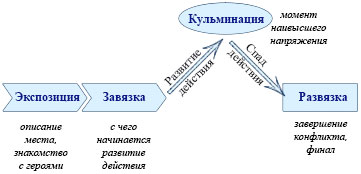 Кульминация
момент
наивысшего
напряжения
Развитие
действия
Спад
действия
Экспозиция
Завязка
Развязка
описание
места,
знакомство
с героями
с чего
начинается
развитие
действия
завершение
конфликта,
финал